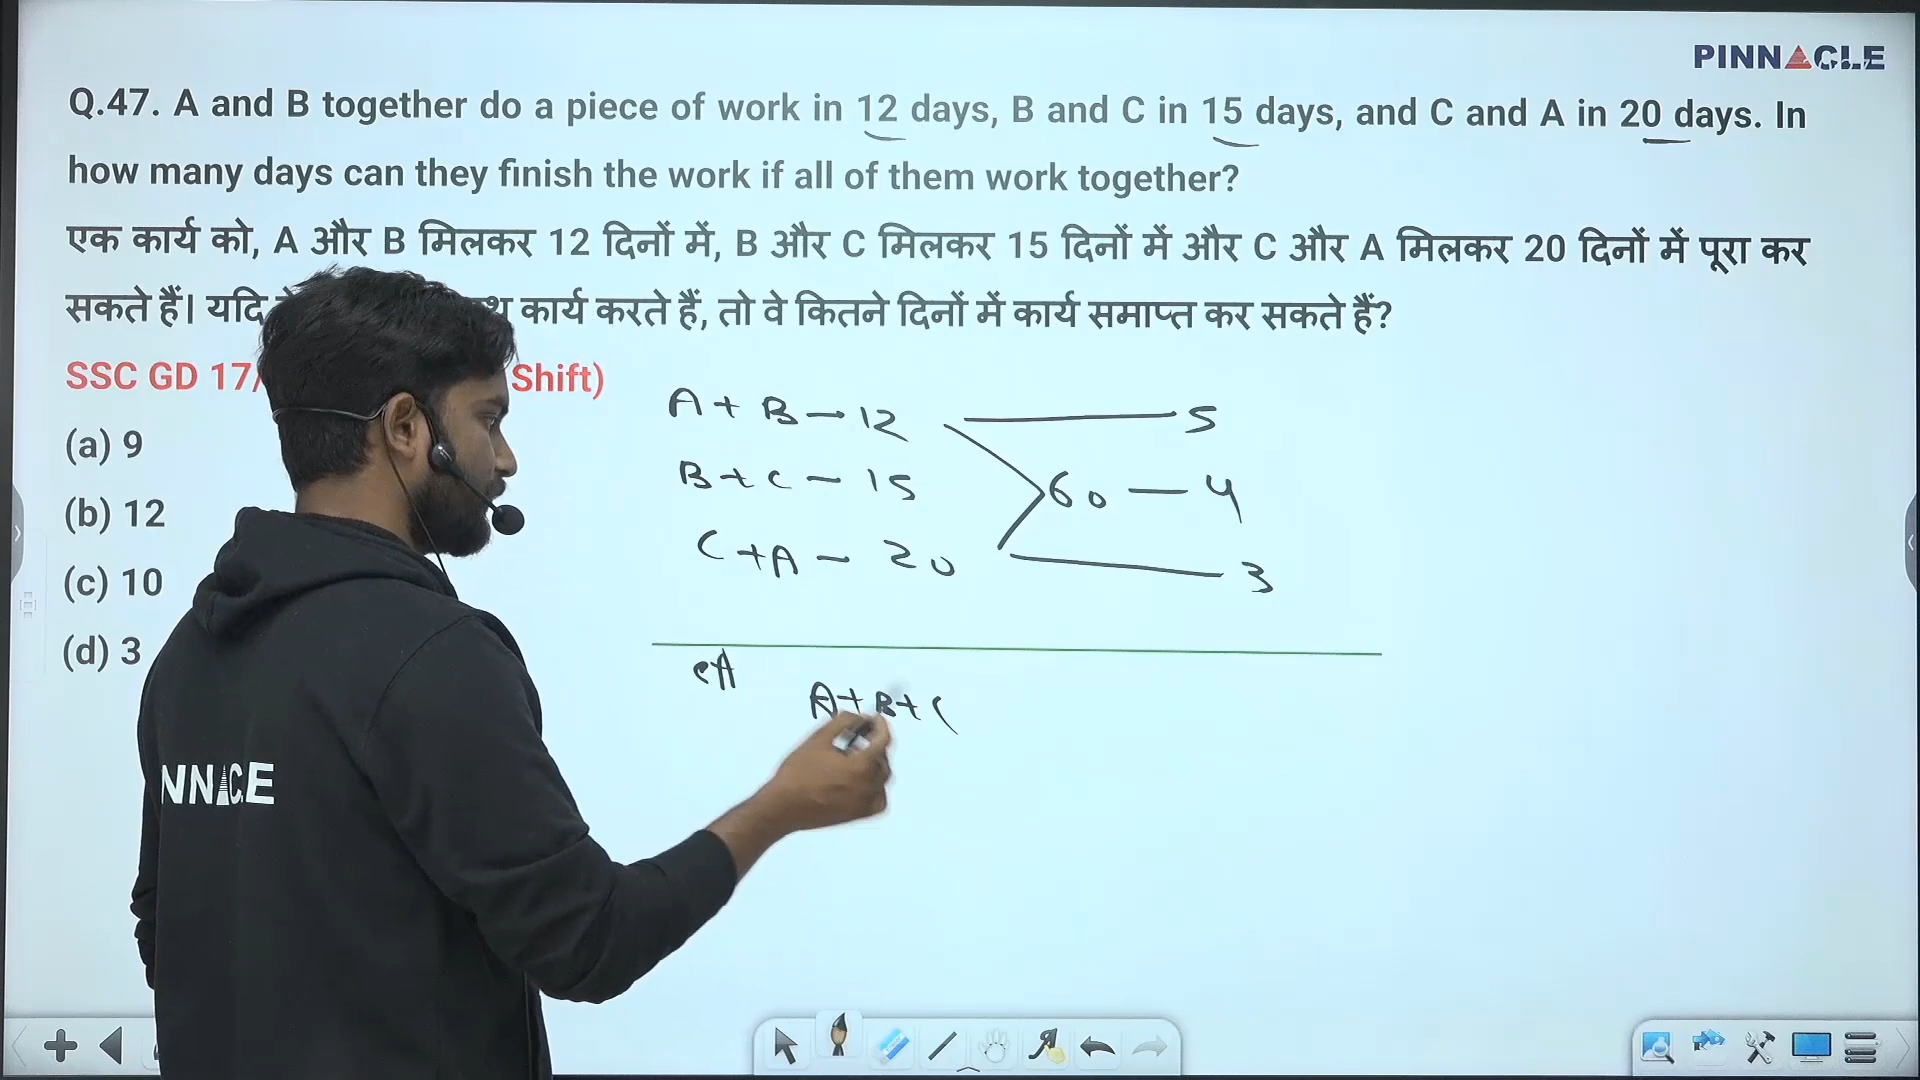 PINNACLE
Q.47. A and B together do a piece of work in 12 days, B and C in 15 days, and C and A in 20 days. In
how many days can they finish the work if all of them work together?
एक कार्य को, A और B मिलकर 12 दिनों में, B और C मिलकर 15 दिनों में और C और A मिलकर 20 दिनों में पूरा कर
सकते हैं। यदि कार्य करते हैं, तो वे कितने दिनों में कार्य समाप्त कर सकते हैं?
SSC GD 17/ Shift)
(a) 9
(b) 12
(c) 10
(d) 3
A + B - 12 5
B + C - 15 60 - 4
C + A - 20 3
eff
A + B + C
NNACLE